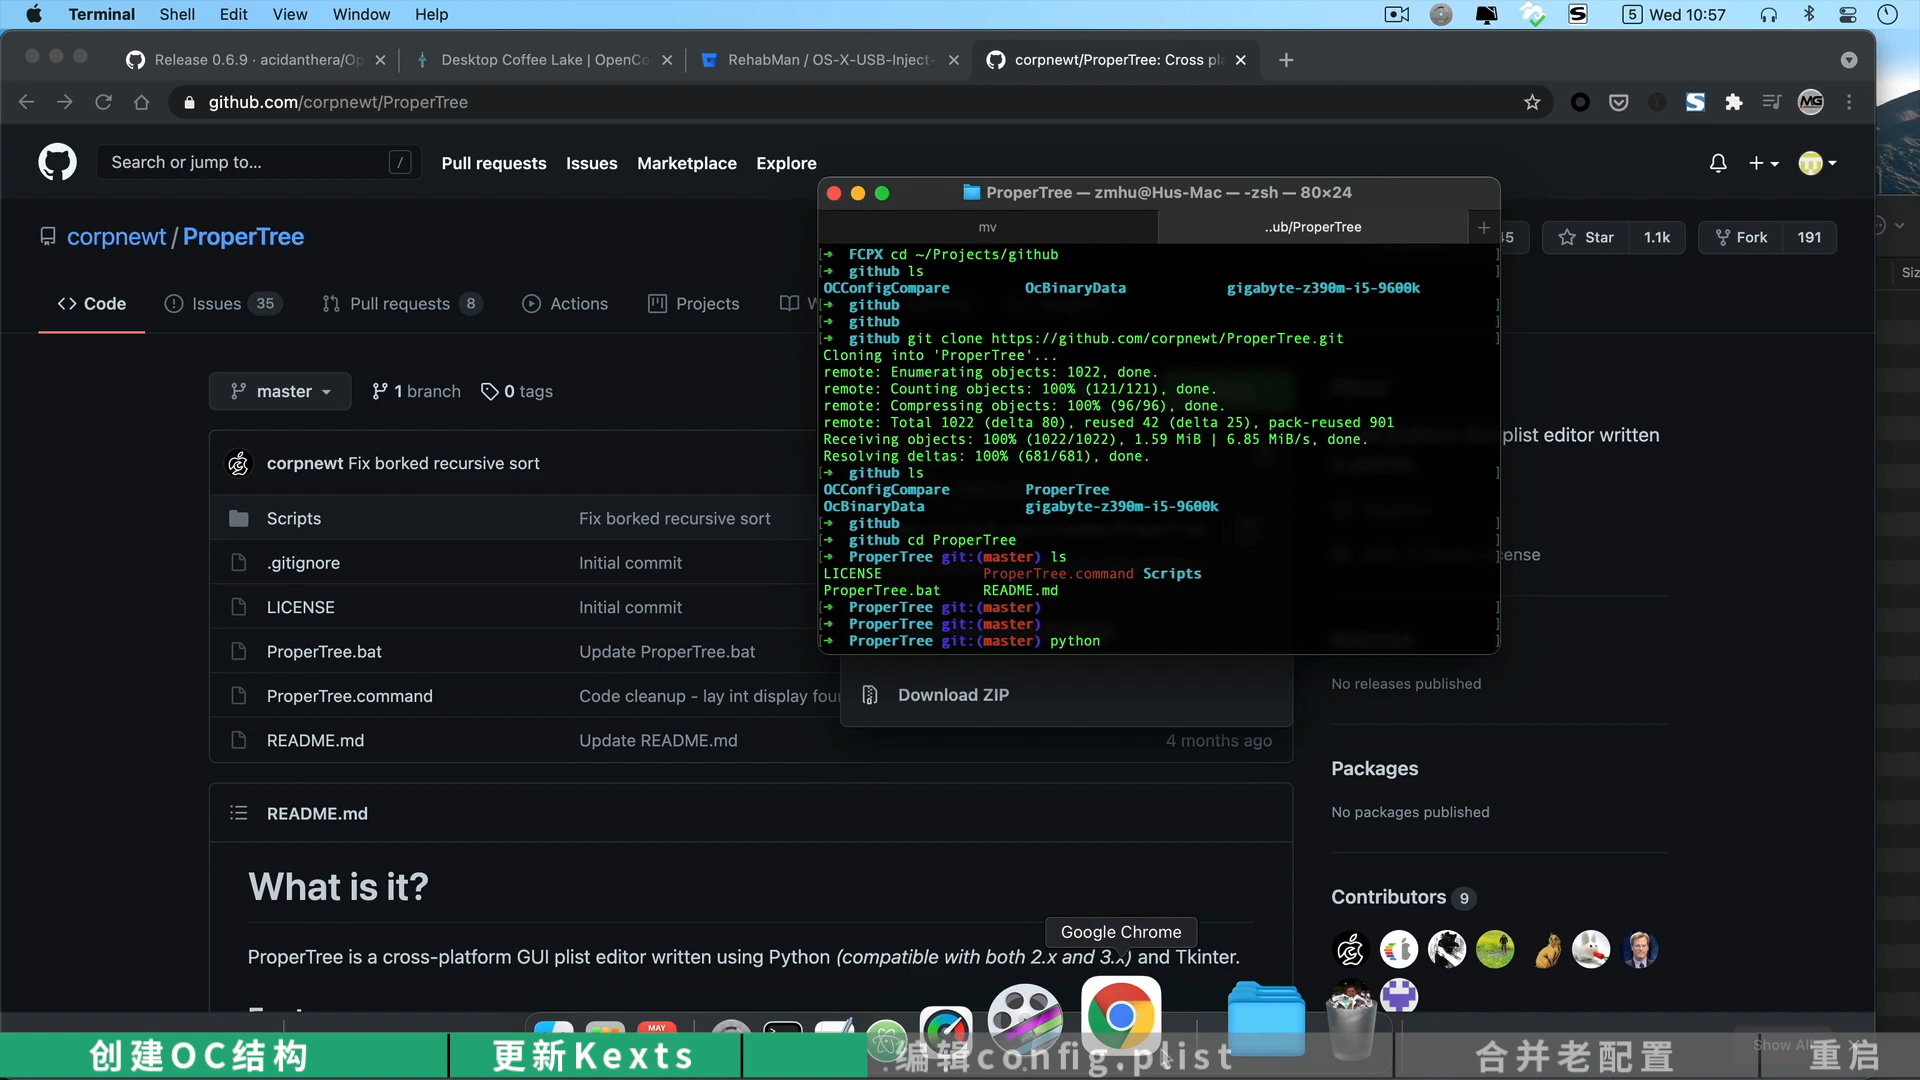 Terminal Shell Edit View Window Help
5 Wed 10:57
Release 0.6.9 · acidanthera/Op
Desktop Coffee Lake | OpenCo
RehabMan / OS-X-USB-Inject-
corpnewt/ProperTree: Cross pla
github.com/corpnewt/ProperTree
MG
Search or jump to... /
Pull requests Issues Marketplace Explore
corpnewt / ProperTree
Star 1.1k
Fork 191
Code
Issues 35
Pull requests 8
Actions
Projects
ProperTree — zmhu@Hus-Mac — -zsh — 80×24
mv
..ub/ProperTree
FCPX cd ~/Projects/github
github ls
OCConfigCompare OcBinaryData gigabyte-z390m-i5-9600k
github
github
github git clone https://github.com/corpnewt/ProperTree.git
Cloning into 'ProperTree'...
remote: Enumerating objects: 1022, done.
remote: Counting objects: 100% (121/121), done.
remote: Compressing objects: 100% (96/96), done.
remote: Total 1022 (delta 80), reused 42 (delta 25), pack-reused 901
Receiving objects: 100% (1022/1022), 1.59 MiB | 6.85 MiB/s, done.
Resolving deltas: 100% (681/681), done.
github ls
OCConfigCompare ProperTree
OcBinaryData gigabyte-z390m-i5-9600k
github
github cd ProperTree
ProperTree git:(master) ls
LICENSE ProperTree.command Scripts
ProperTree.bat README.md
ProperTree git:(master)
ProperTree git:(master)
ProperTree git:(master) python
master
1 branch
0 tags
corpnewt Fix borked recursive sort
Scripts Fix borked recursive sort
.gitignore Initial commit
LICENSE Initial commit
ProperTree.bat Update ProperTree.bat
ProperTree.command Code cleanup - lay int display fou
README.md Update README.md 4 months ago
Download ZIP
plist editor written
No releases published
Packages
No packages published
Contributors 9
README.md
What is it?
ProperTree is a cross-platform GUI plist editor written using Python (compatible with both 2.x and 3.x) and Tkinter.
Google Chrome
MAY
创建OC结构
更新Kexts
编辑config.plist
合并老配置
重启